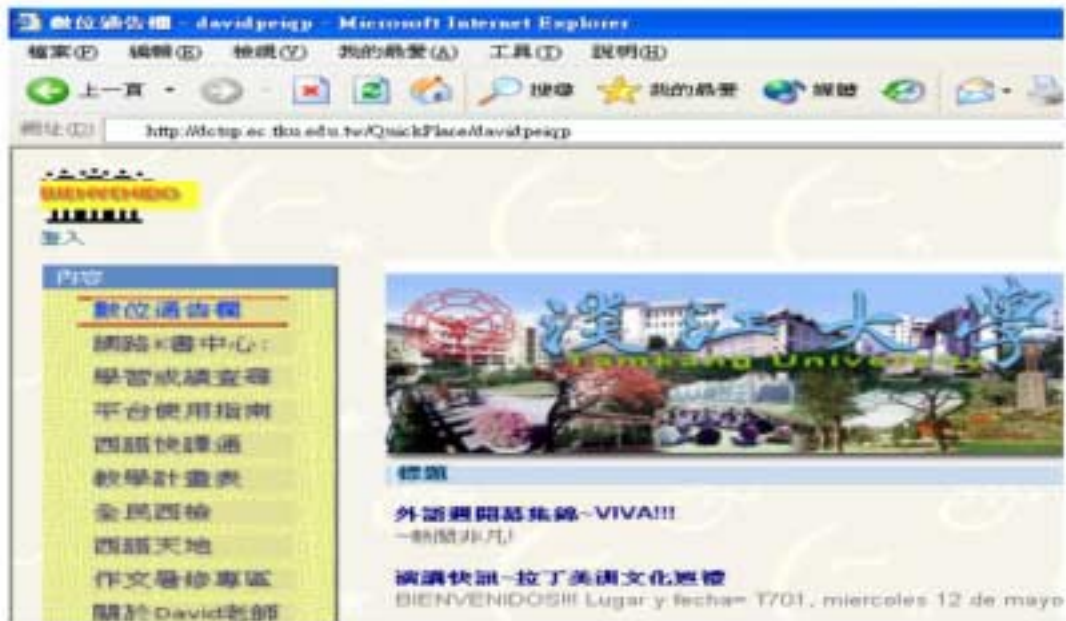 數位通告欄 - davidpeiqp - Microsoft Internet Explorer
檔案(F) 編輯(E) 檢視(V) 我的最愛(A) 工具(T) 說明(H)
上一頁 搜尋 我的最愛 媒體
網址(D) http://dctop.ec.tku.edu.tw/QuickPlace/davidpeiqp
BIENVENIDO
登入
內容
數位通告欄
網路K書中心:
學習成績查尋
平台使用指南
西語快譯通
教學計畫表
全民西檢
西語天地
作文暑修專區
關於David老師
淡江大学
Tamkang University
標題
外語週開幕集錦~VIVA!!!
~熱鬧非凡!
演講快訊~拉丁美洲文化巡禮
BIENVENIDOS!!! Lugar y fecha= T701, miercoles 12 de mayo